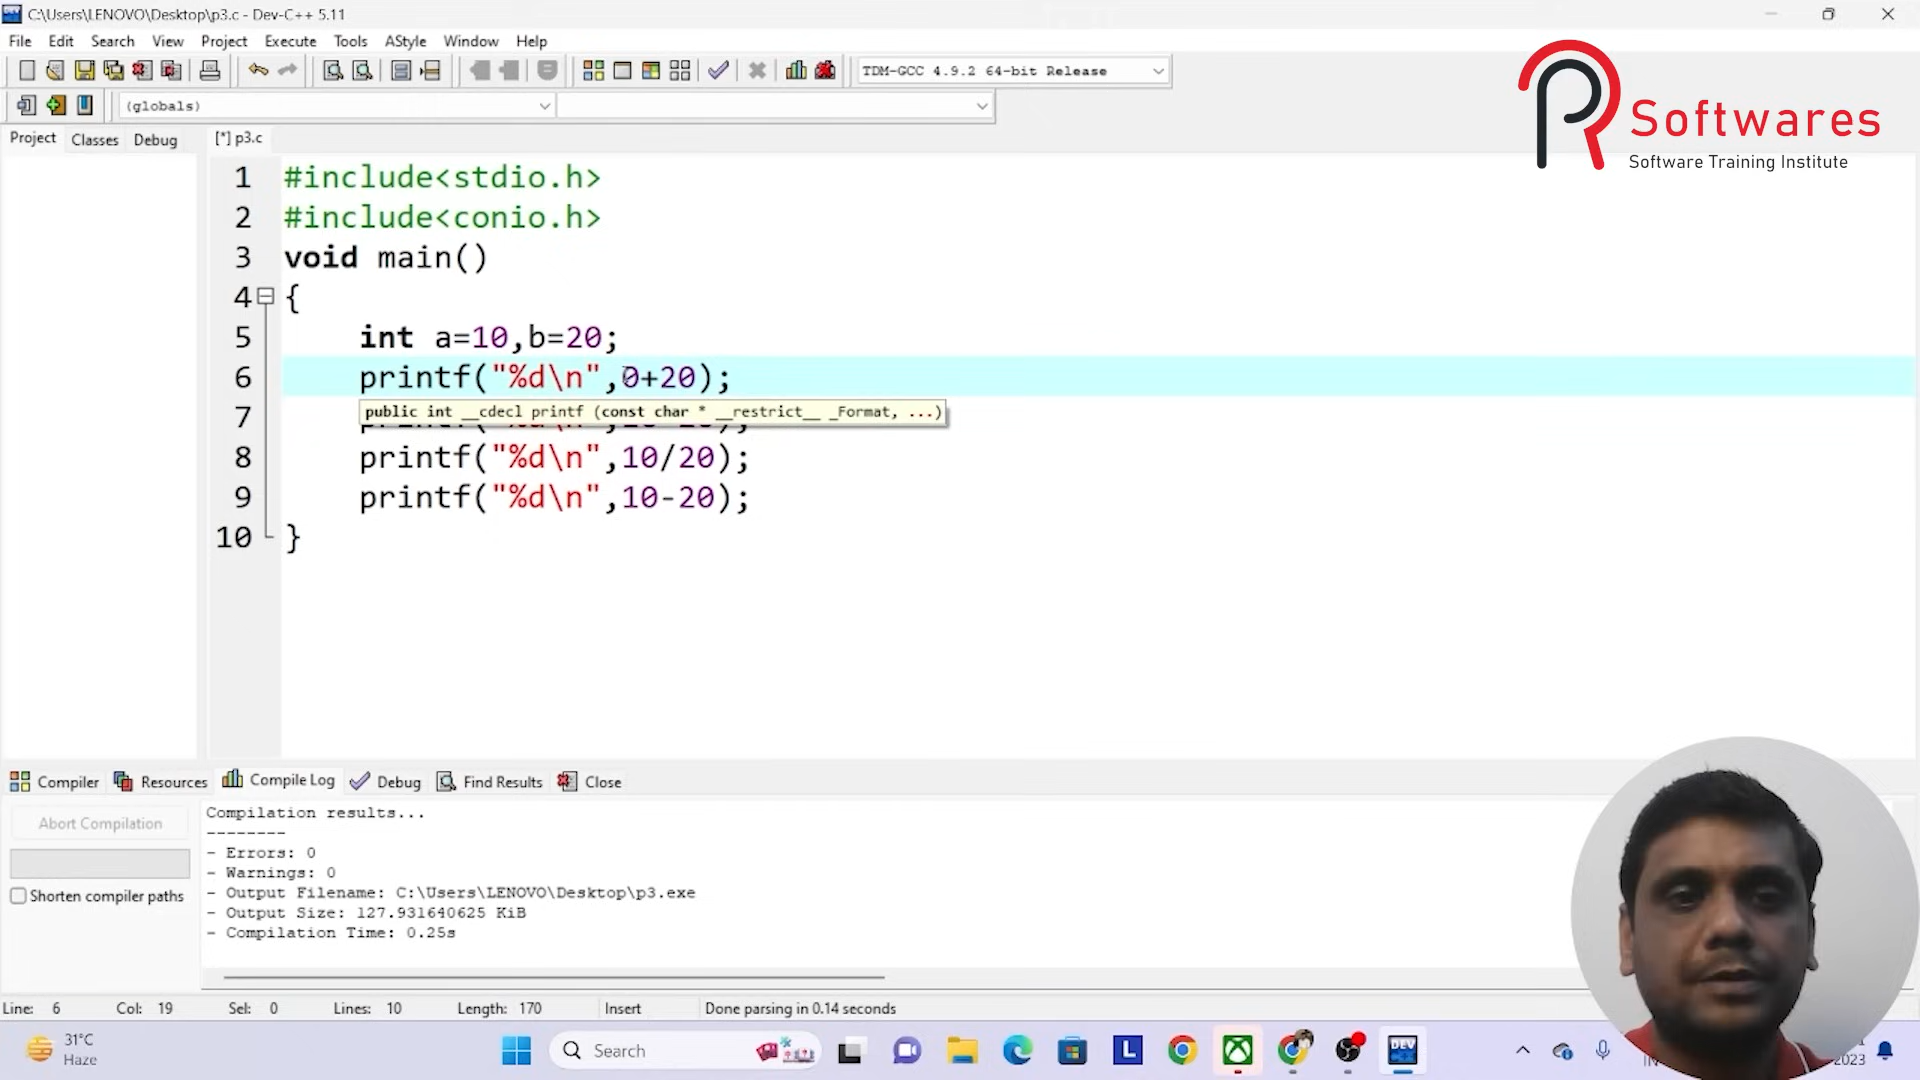 C:\Users\LENOVO\Desktop\p3.c - Dev-C++ 5.11
File Edit Search View Project Execute Tools AStyle Window Help
TDM-GCC 4.9.2 64-bit Release
(globals)
Project Classes Debug [*] p3.c
R Softwares
Software Training Institute
1 #include<stdio.h>
2 #include<conio.h>
3 void main()
4 {
5 int a=10,b=20;
6 printf("%d\n",0+20);
public int __cdecl printf (const char * __restrict__ _Format, ...)
7
8 printf("%d\n",10/20);
9 printf("%d\n",10-20);
10 }
Compiler Resources Compile Log Debug Find Results Close
Abort Compilation
Shorten compiler paths
Compilation results...
--------
- Errors: 0
- Warnings: 0
- Output Filename: C:\Users\LENOVO\Desktop\p3.exe
- Output Size: 127.931640625 KiB
- Compilation Time: 0.25s
Line: 6 Col: 19 Sel: 0 Lines: 10 Length: 170 Insert Done parsing in 0.14 seconds
31°C
Haze
Search
L
DEV
2023